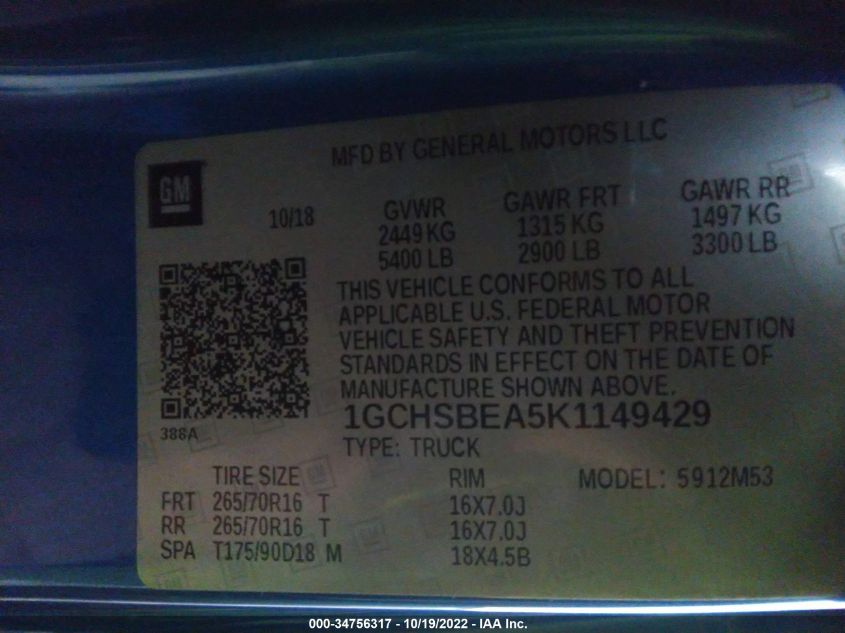 MFD BY GENERAL MOTORS LLC
GM
10/18
GVWR GAWR FRT GAWR RR
2449 KG 1315 KG 1497 KG
5400 LB 2900 LB 3300 LB
THIS VEHICLE CONFORMS TO ALL
APPLICABLE U.S. FEDERAL MOTOR
VEHICLE SAFETY AND THEFT PREVENTION
STANDARDS IN EFFECT ON THE DATE OF
MANUFACTURE SHOWN ABOVE.
1GCHSBEA5K1149429
388A
TYPE: TRUCK
TIRE SIZE RIM MODEL: 5912M53
FRT 265/70R16 T 16X7.0J
RR 265/70R16 T 16X7.0J
SPA T175/90D18 M 18X4.5B
000-34756317 - 10/19/2022 - IAA Inc.